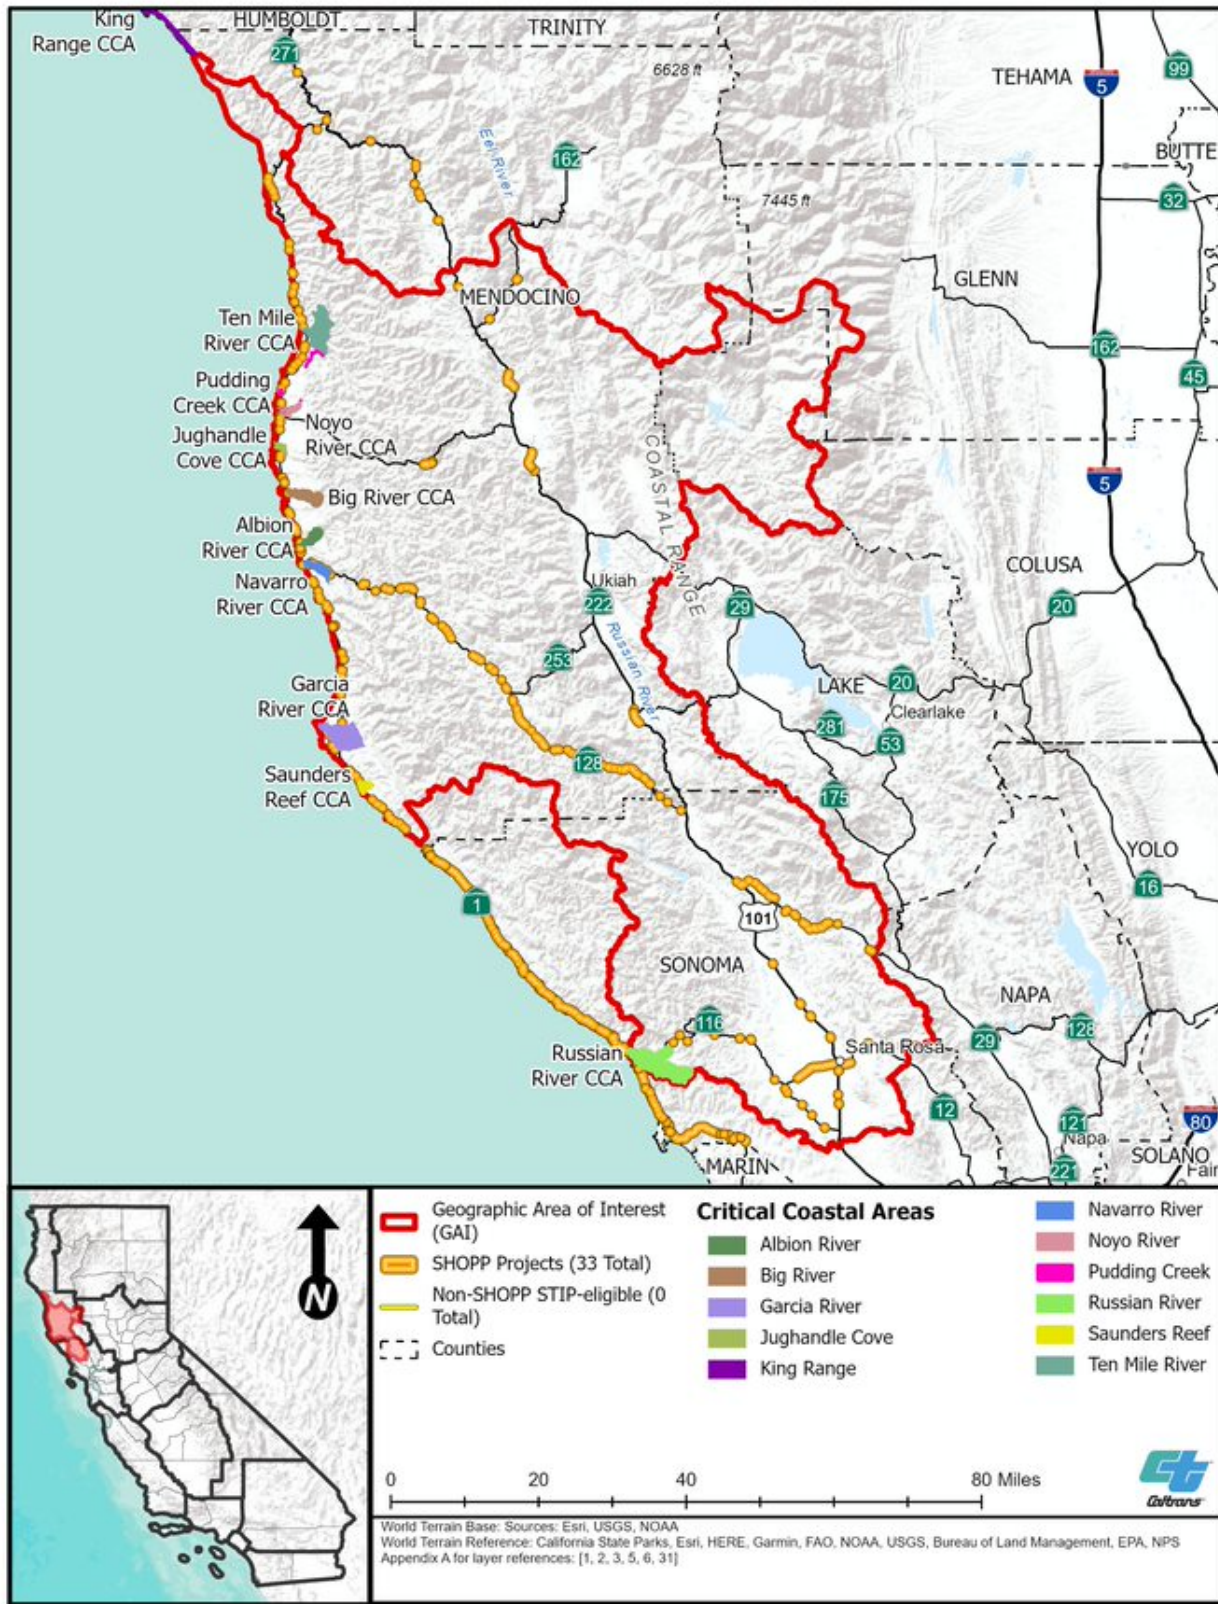 King
Range CCA
HUMBOLDT
TRINITY
271
6628 ft
TEHAMA
5
99
Eel River
162
BUTTE
7445 ft
32
GLENN
MENDOCINO
Ten Mile
River CCA
162
45
Pudding
Creek CCA
Noyo
River CCA
Jughandle
Cove CCA
COASTAL RANGE
5
Big River CCA
Albion
River CCA
COLUSA
Navarro
River CCA
Ukiah
222
29
20
Russian River
253
Garcia
River CCA
LAKE
20
Clearlake
281
53
128
Saunders
Reef CCA
175
YOLO
16
1
101
SONOMA
NAPA
116
128
29
Santa Rosa
Russian
River CCA
12
121
80
Napa
MARIN
221
SOLANO
Fair
N
Geographic Area of Interest
(GAI)
SHOPP Projects (33 Total)
Non-SHOPP STIP-eligible (0
Total)
Counties
Critical Coastal Areas
Albion River
Big River
Garcia River
Jughandle Cove
King Range
Navarro River
Noyo River
Pudding Creek
Russian River
Saunders Reef
Ten Mile River
0 20 40 80 Miles
Caltrans
World Terrain Base: Sources: Esri, USGS, NOAA
World Terrain Reference: California State Parks, Esri, HERE, Garmin, FAO, NOAA, USGS, Bureau of Land Management, EPA, NPS
Appendix A for layer references: [1, 2, 3, 5, 6, 31]